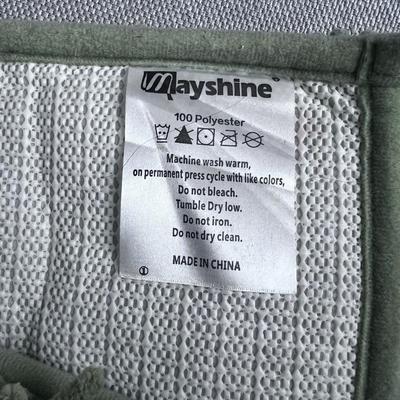 Mayshine
100 Polyester
Machine wash warm,
on permanent press cycle with like colors,
Do not bleach.
Tumble Dry low.
Do not iron.
Do not dry clean.
MADE IN CHINA